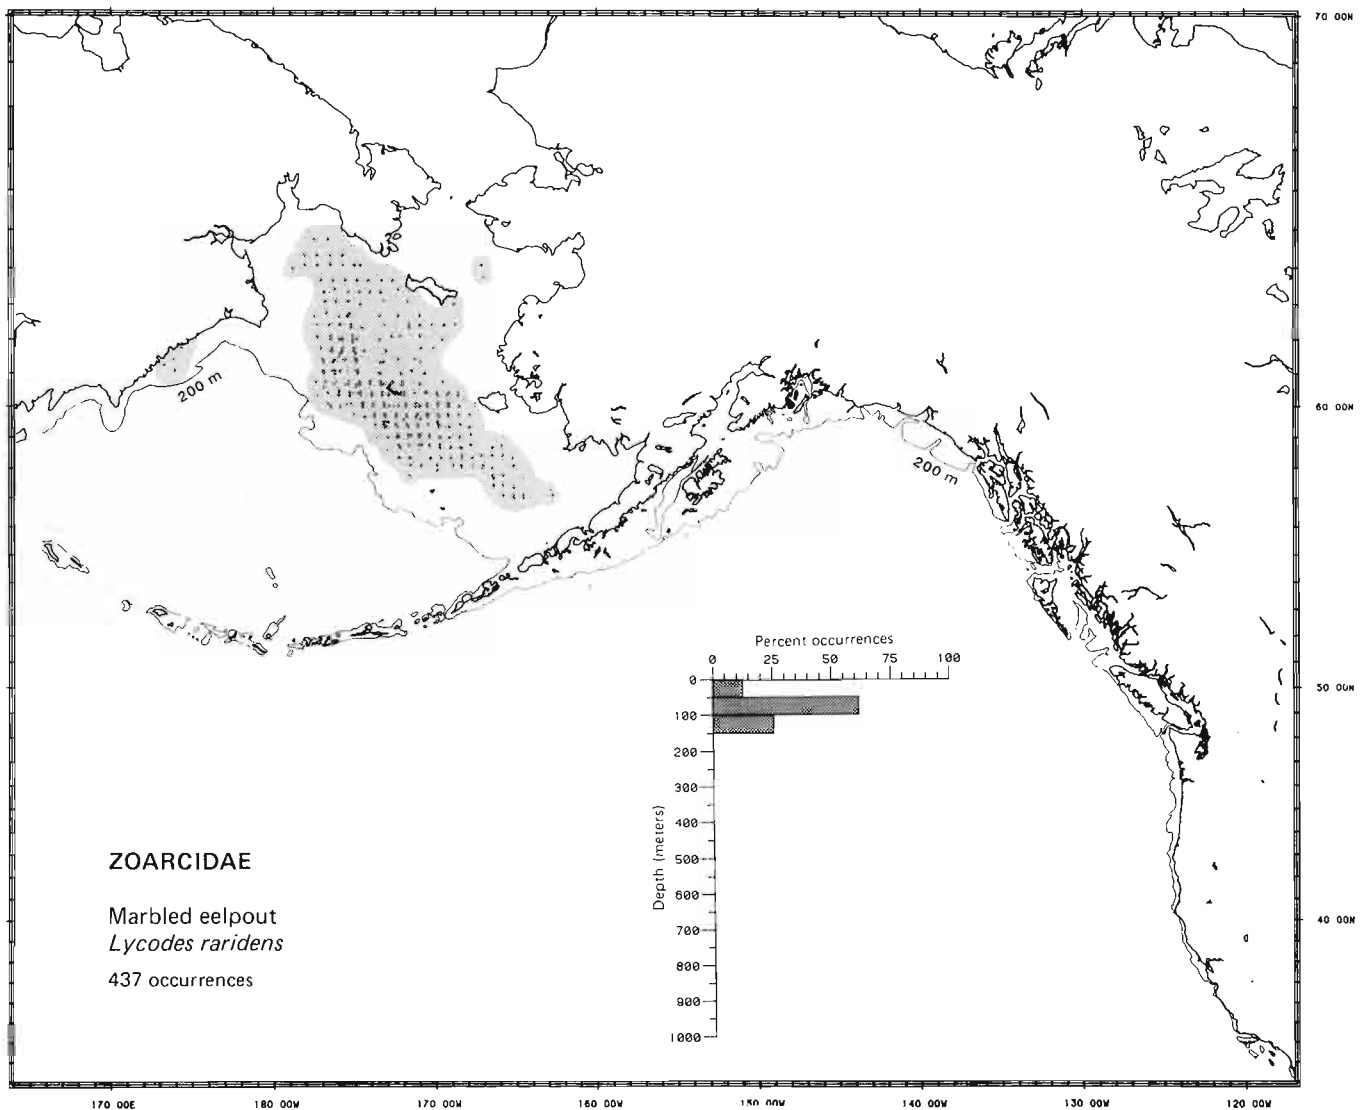 70 00N
200 m
60 00N
200 m
Percent occurrences
0 25 50 75 100
0
50 00N
100
200
300
400
500
600
700
800
900
1000
Depth (meters)
40 00N
ZOARCIDAE
Marbled eelpout
Lycodes raridens
437 occurrences
170 00E 180 00W 170 00W 160 00W 150 00W 140 00W 130 00W 120 00W